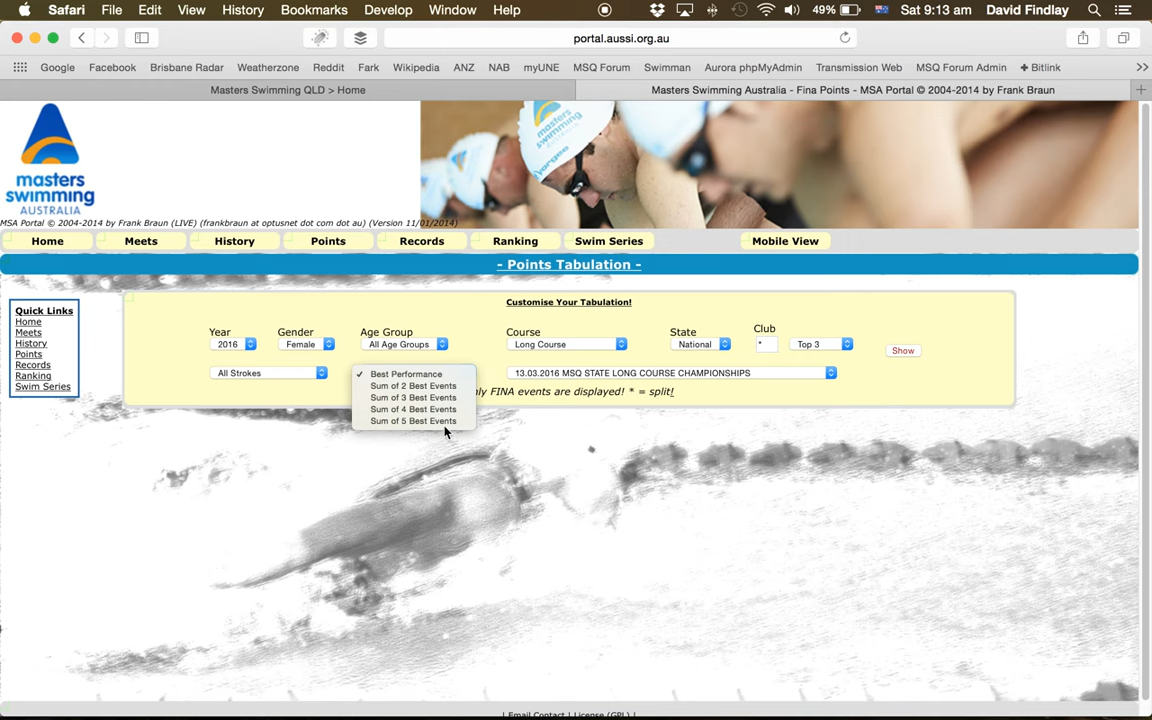 Safari File Edit View History Bookmarks Develop Window Help 49% Sat 9:13 am David Findlay
portal.aussi.org.au
Google Facebook Brisbane Radar Weatherzone Reddit Fark Wikipedia ANZ NAB myUNE MSQ Forum Swimman Aurora phpMyAdmin Transmission Web MSQ Forum Admin ✚ Bitlink >>
Masters Swimming QLD > Home Masters Swimming Australia - Fina Points - MSA Portal © 2004-2014 by Frank Braun +
masters
swimming
AUSTRALIA
MSA Portal © 2004-2014 by Frank Braun (LIVE) (frankbraun at optusnet dot com dot au) (Version 11/01/2014)
Home Meets History Points Records Ranking Swim Series Mobile View
- Points Tabulation -
Quick Links
Home
Meets
History
Points
Records
Ranking
Swim Series
Customise Your Tabulation!
Year Gender Age Group Course State Club
2016 Female All Age Groups Long Course National * Top 3 Show
All Strokes ✓ Best Performance 13.03.2016 MSQ STATE LONG COURSE CHAMPIONSHIPS
Sum of 2 Best Events
Sum of 3 Best Events
Sum of 4 Best Events
Sum of 5 Best Events
only FINA events are displayed! * = split!
| Email Contact | License (GPL) |